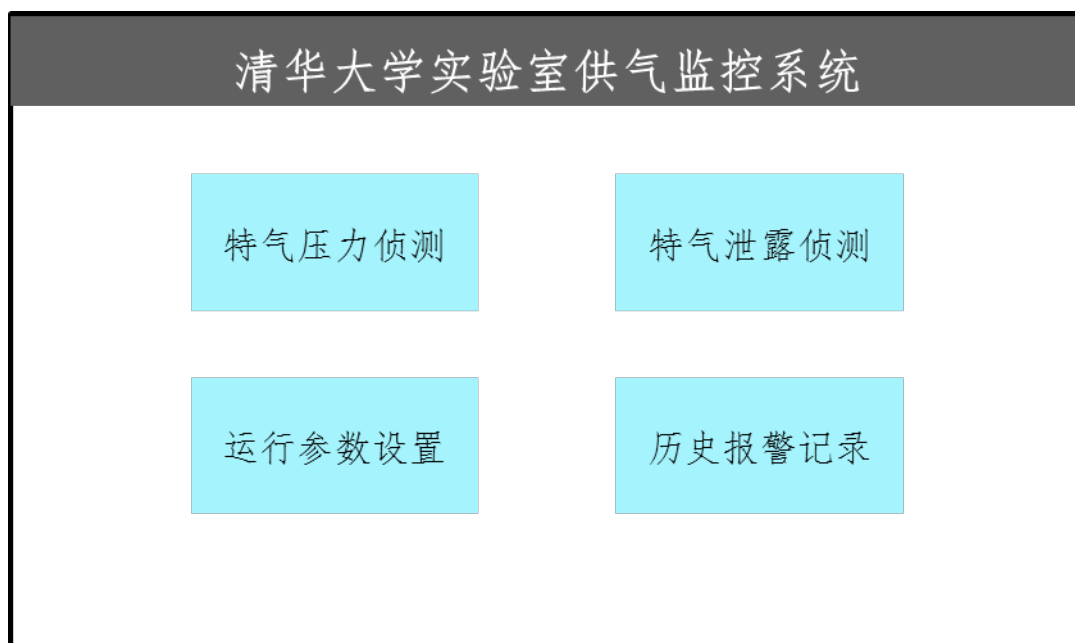 清华大学实验室供气监控系统
特气压力侦测
特气泄露侦测
运行参数设置
历史报警记录